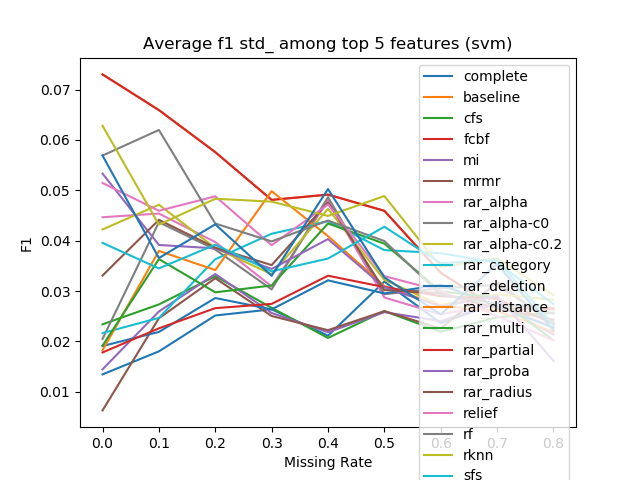 Average f1 std_ among top 5 features (svm)
F1
0.07
0.06
0.05
0.04
0.03
0.02
0.01
0.0 0.1 0.2 0.3 0.4 0.5 0.6 0.7 0.8
Missing Rate
complete
baseline
cfs
fcbf
mi
mrmr
rar_alpha
rar_alpha-c0
rar_alpha-c0.2
rar_category
rar_deletion
rar_distance
rar_multi
rar_partial
rar_proba
rar_radius
relief
rf
rknn
sfs